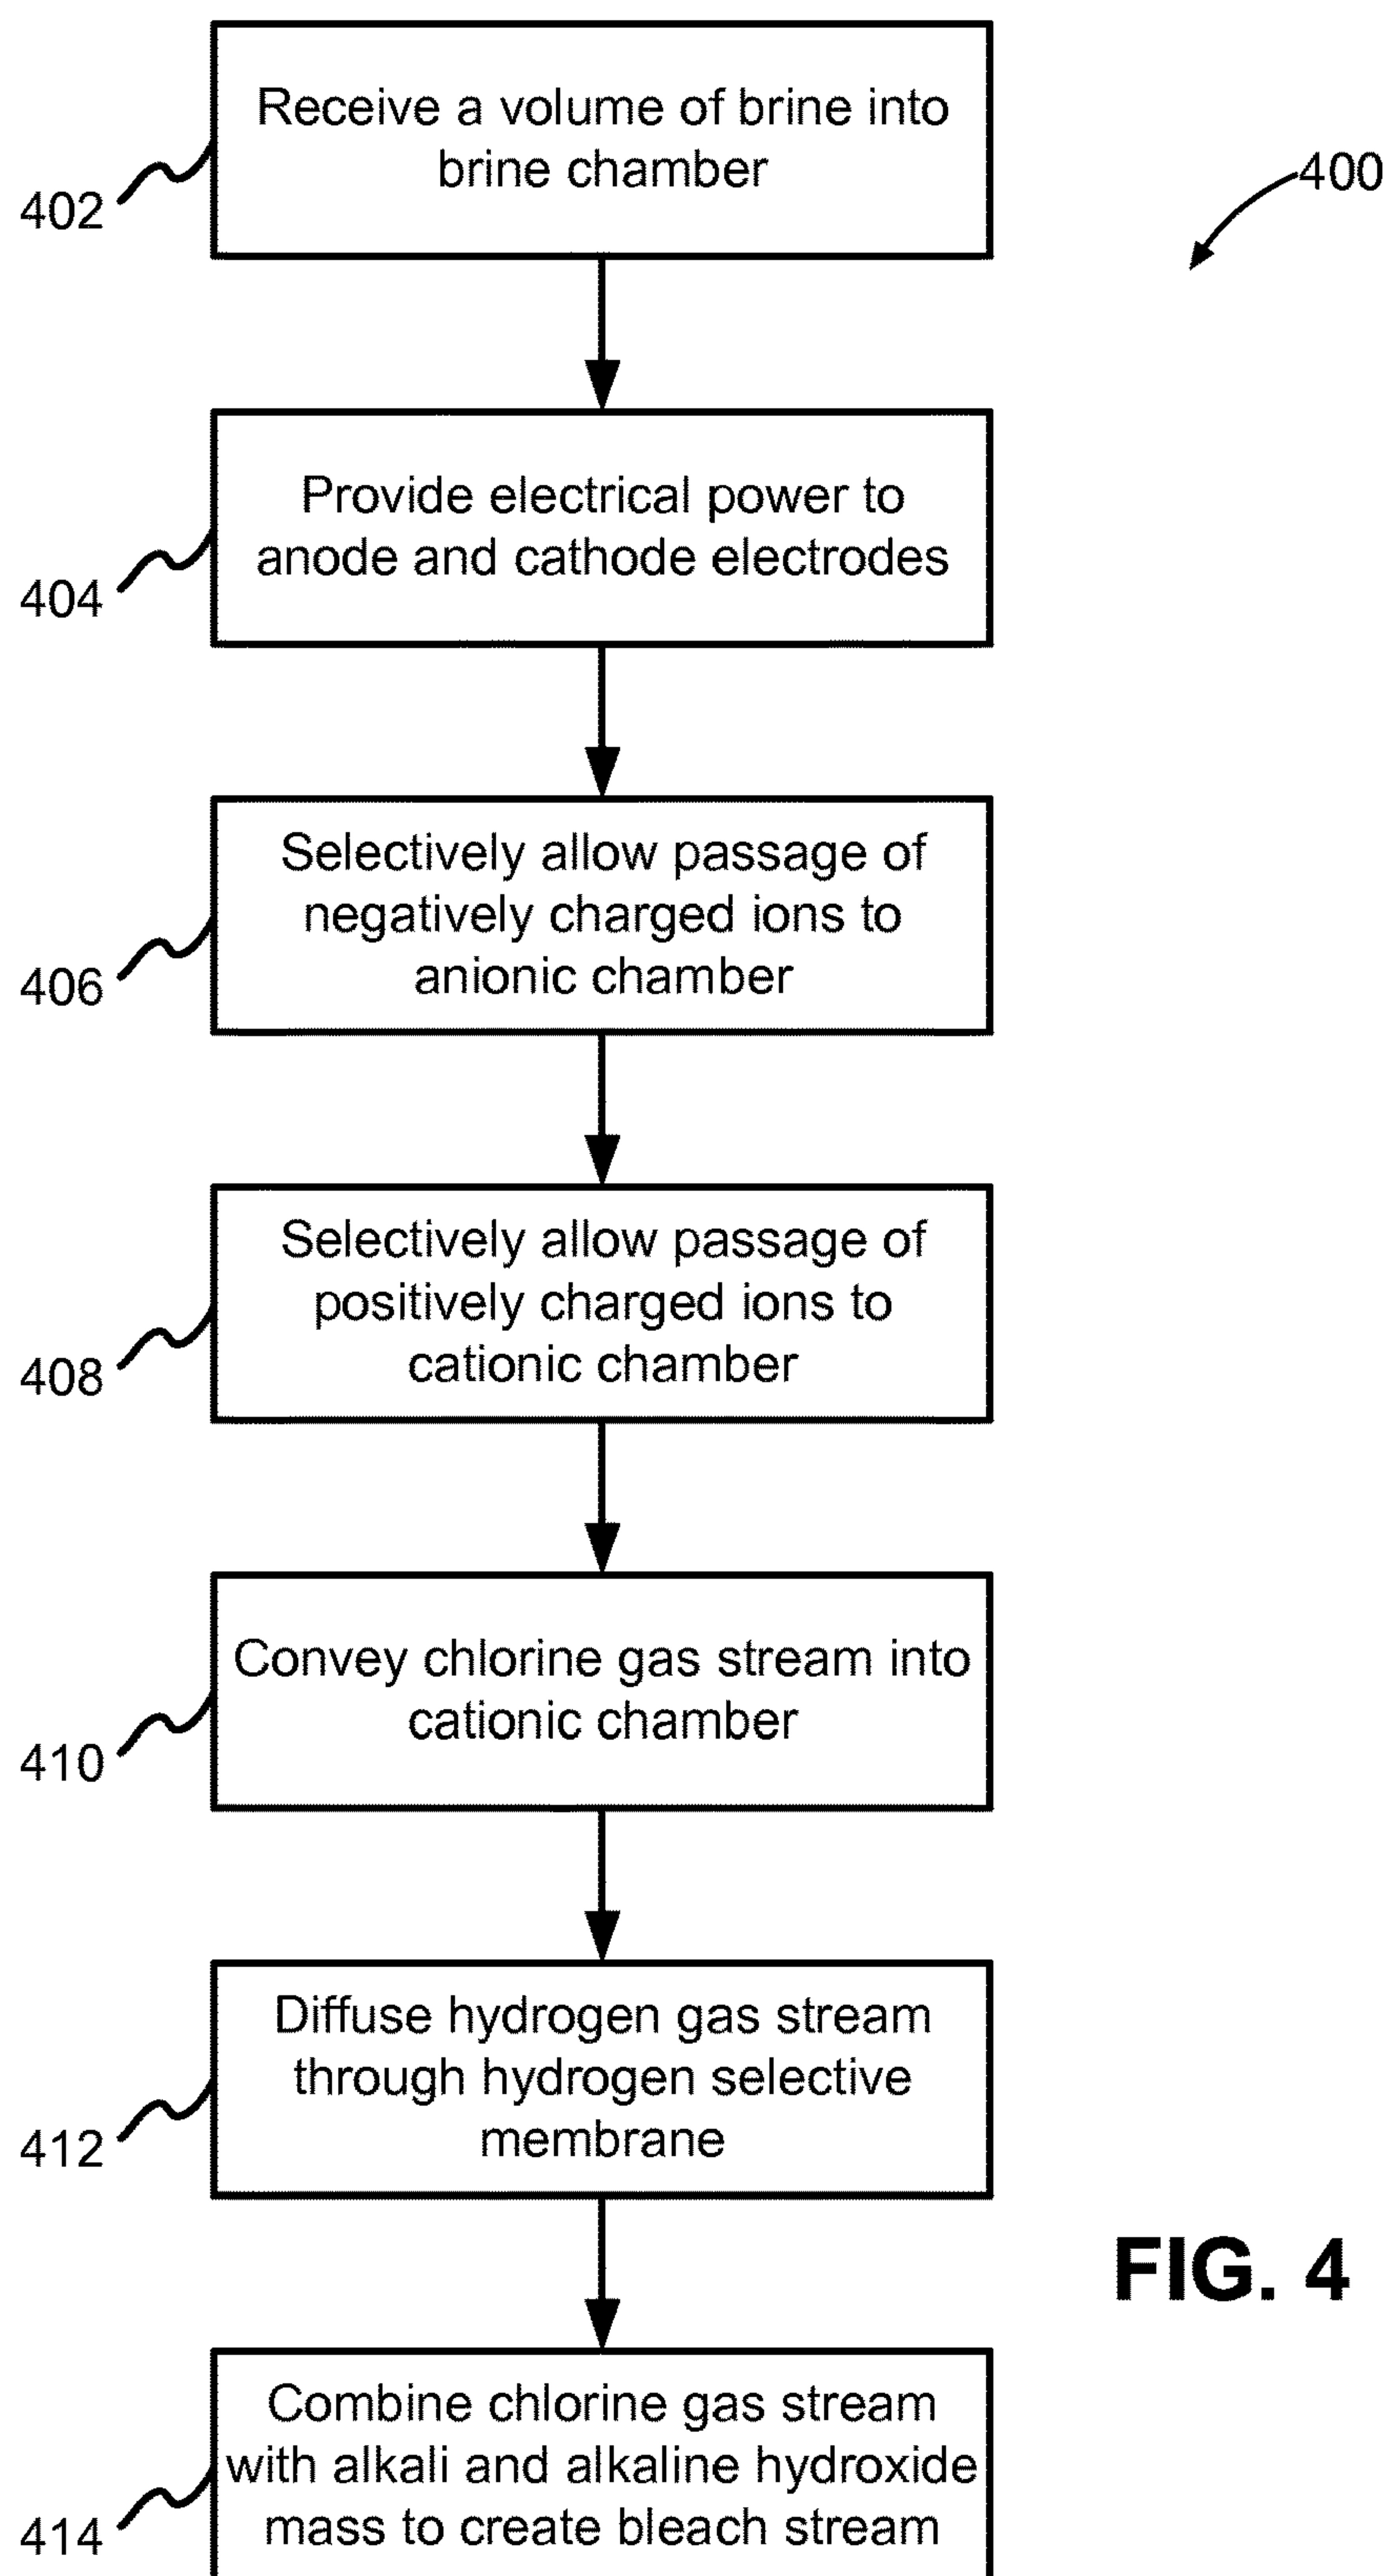 Receive a volume of brine into
brine chamber
402
400
Provide electrical power to
anode and cathode electrodes
404
Selectively allow passage of
negatively charged ions to
anionic chamber
406
Selectively allow passage of
positively charged ions to
cationic chamber
408
Convey chlorine gas stream into
cationic chamber
410
Diffuse hydrogen gas stream
through hydrogen selective
membrane
412
FIG. 4
Combine chlorine gas stream
with alkali and alkaline hydroxide
mass to create bleach stream
414